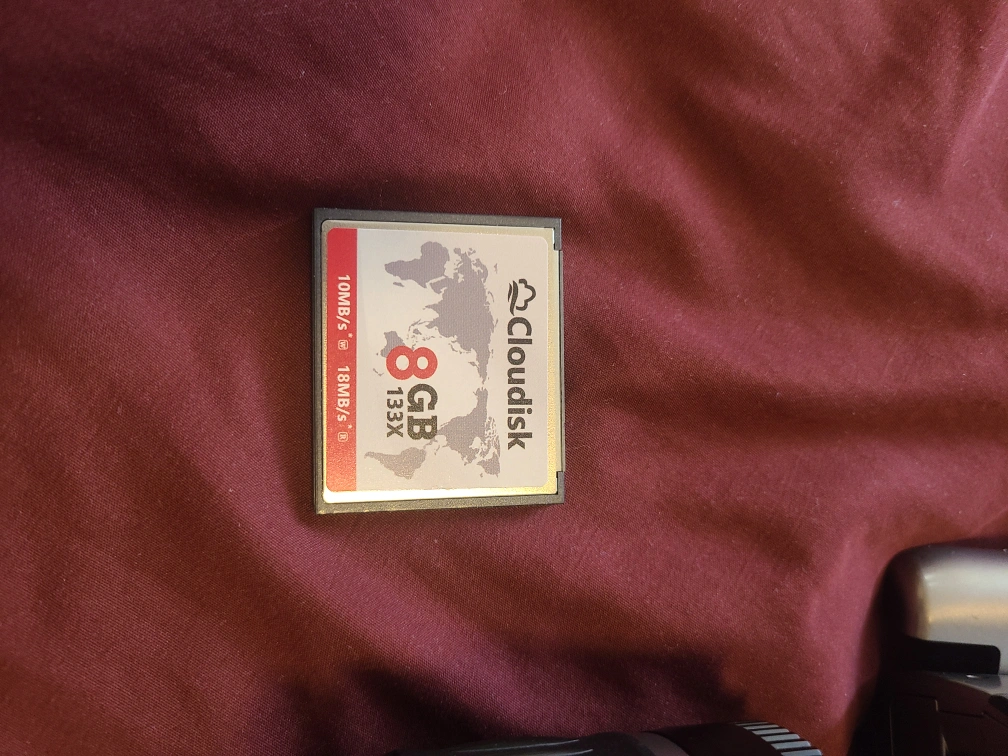 Cloudisk
8GB
133X
10MB/s* W 18MB/s* R